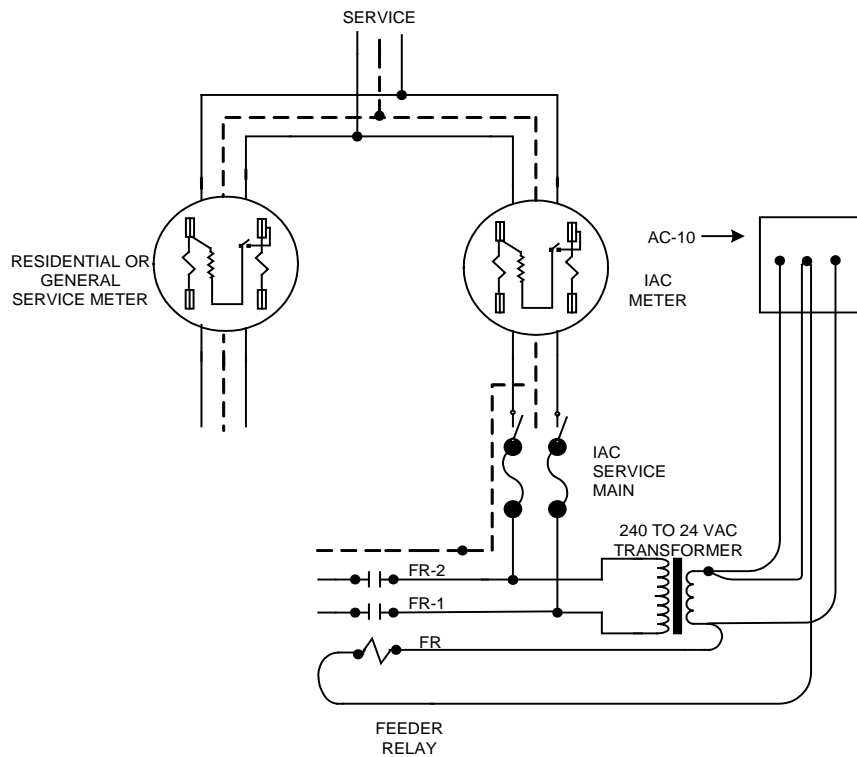 SERVICE
RESIDENTIAL OR
GENERAL
SERVICE METER
AC-10
IAC
METER
IAC
SERVICE
MAIN
240 TO 24 VAC
TRANSFORMER
FR-2
FR-1
FR
FEEDER
RELAY